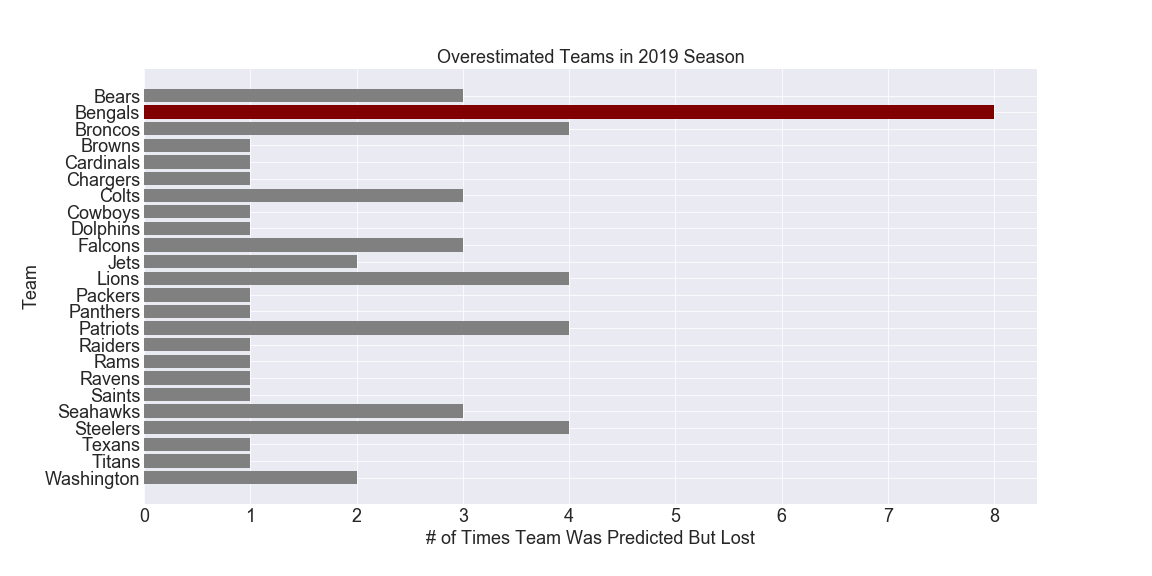 Overestimated Teams in 2019 Season
Team
Bears
Bengals
Broncos
Browns
Cardinals
Chargers
Colts
Cowboys
Dolphins
Falcons
Jets
Lions
Packers
Panthers
Patriots
Raiders
Rams
Ravens
Saints
Seahawks
Steelers
Texans
Titans
Washington
0 1 2 3 4 5 6 7 8
# of Times Team Was Predicted But Lost